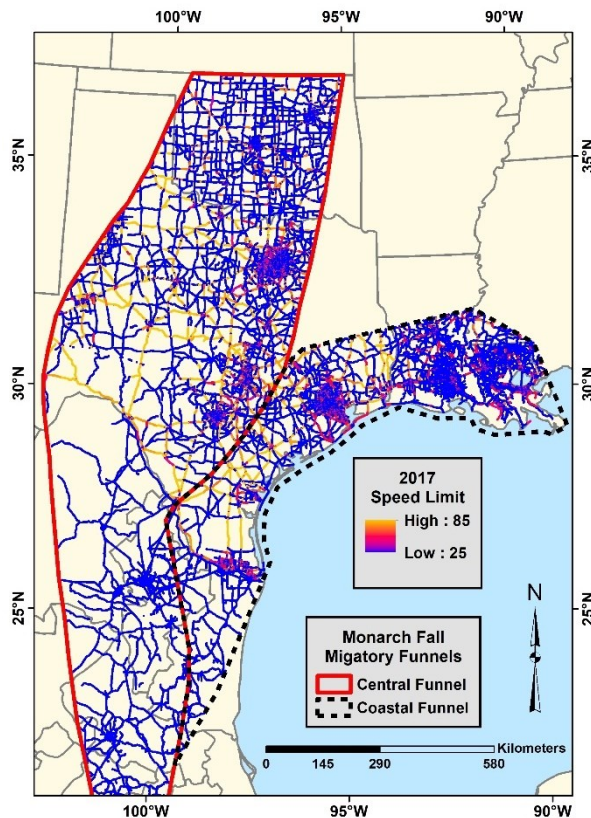 100°W 95°W 90°W
35°N 35°N
30°N 30°N
2017
Speed Limit
High : 85
Low : 25
25°N 25°N
N
Monarch Fall
Migratory Funnels
Central Funnel
Coastal Funnel
Kilometers
0 145 290 580
100°W 95°W 90°W